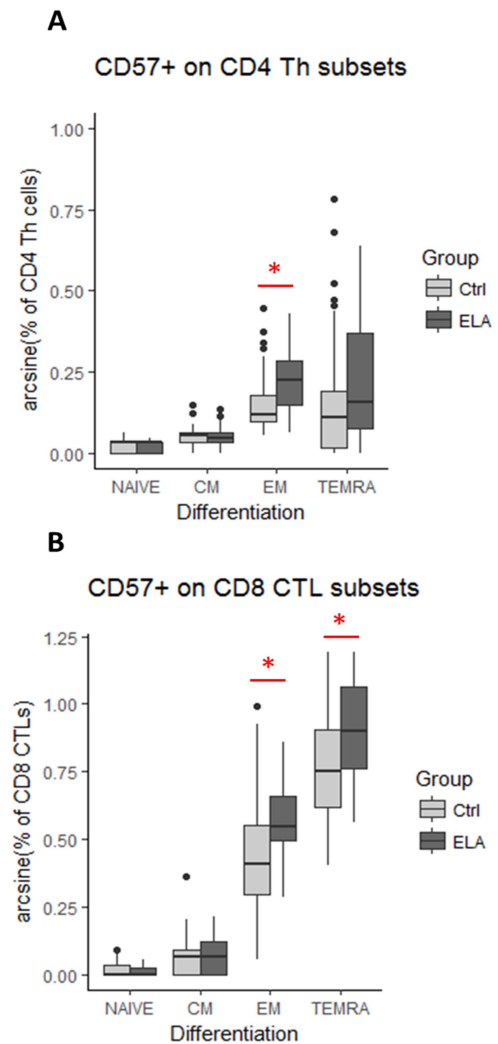 A
CD57+ on CD4 Th subsets
arcsine(% of CD4 Th cells)
1.00
0.75
0.50
0.25
0.00
*
Group
Ctrl
ELA
NAIVE CM EM TEMRA
Differentiation
B
CD57+ on CD8 CTL subsets
arcsine(% of CD8 CTLs)
1.25
1.00
0.75
0.50
0.25
0.00
*
*
Group
Ctrl
ELA
NAIVE CM EM TEMRA
Differentiation